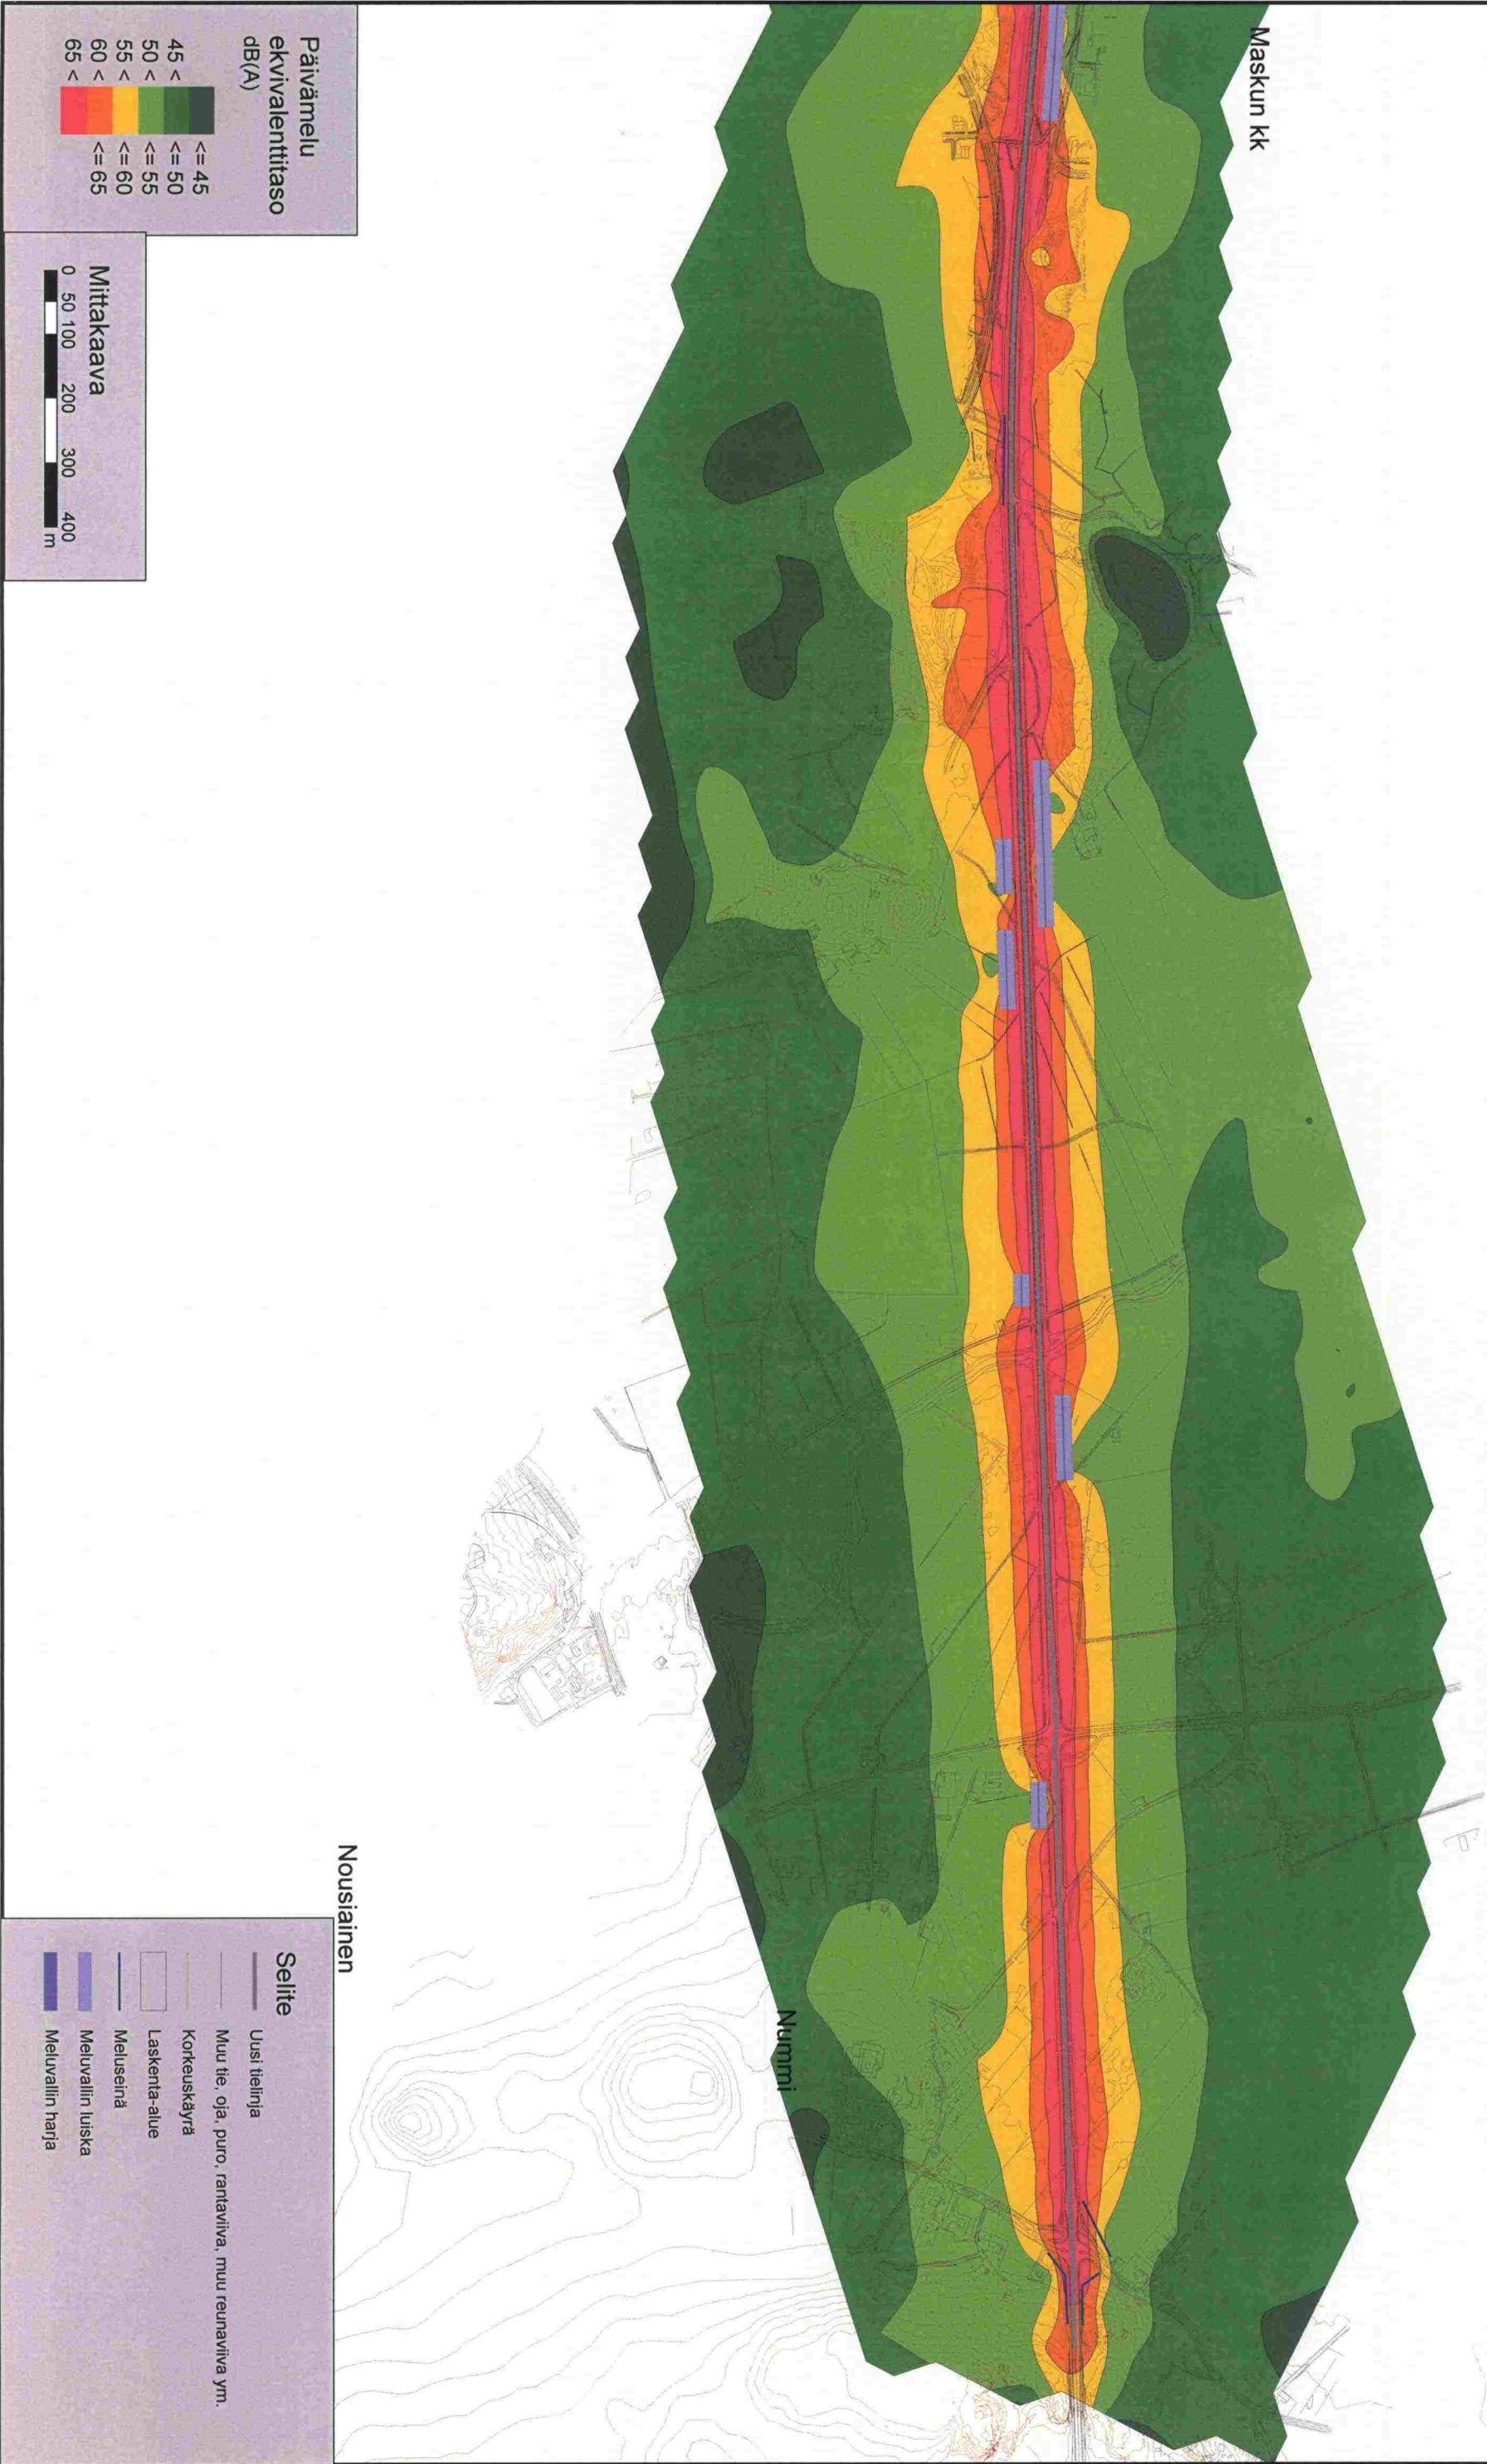 Maskun kk
Nousiainen
Nummi
Päivämelu
ekvivalenttitaso
dB(A)
<= 45
45 < <= 50
50 < <= 55
55 < <= 60
60 < <= 65
65 <
Mittakaava
0 50 100 200 300 400
m
Selite
Uusi tielinja
Muu tie, oja, puro, rantaviiva, muu reunaviiva ym.
Korkeuskäyrä
Laskenta-alue
Meluseinä
Meluvallin luiska
Meluvallin harja